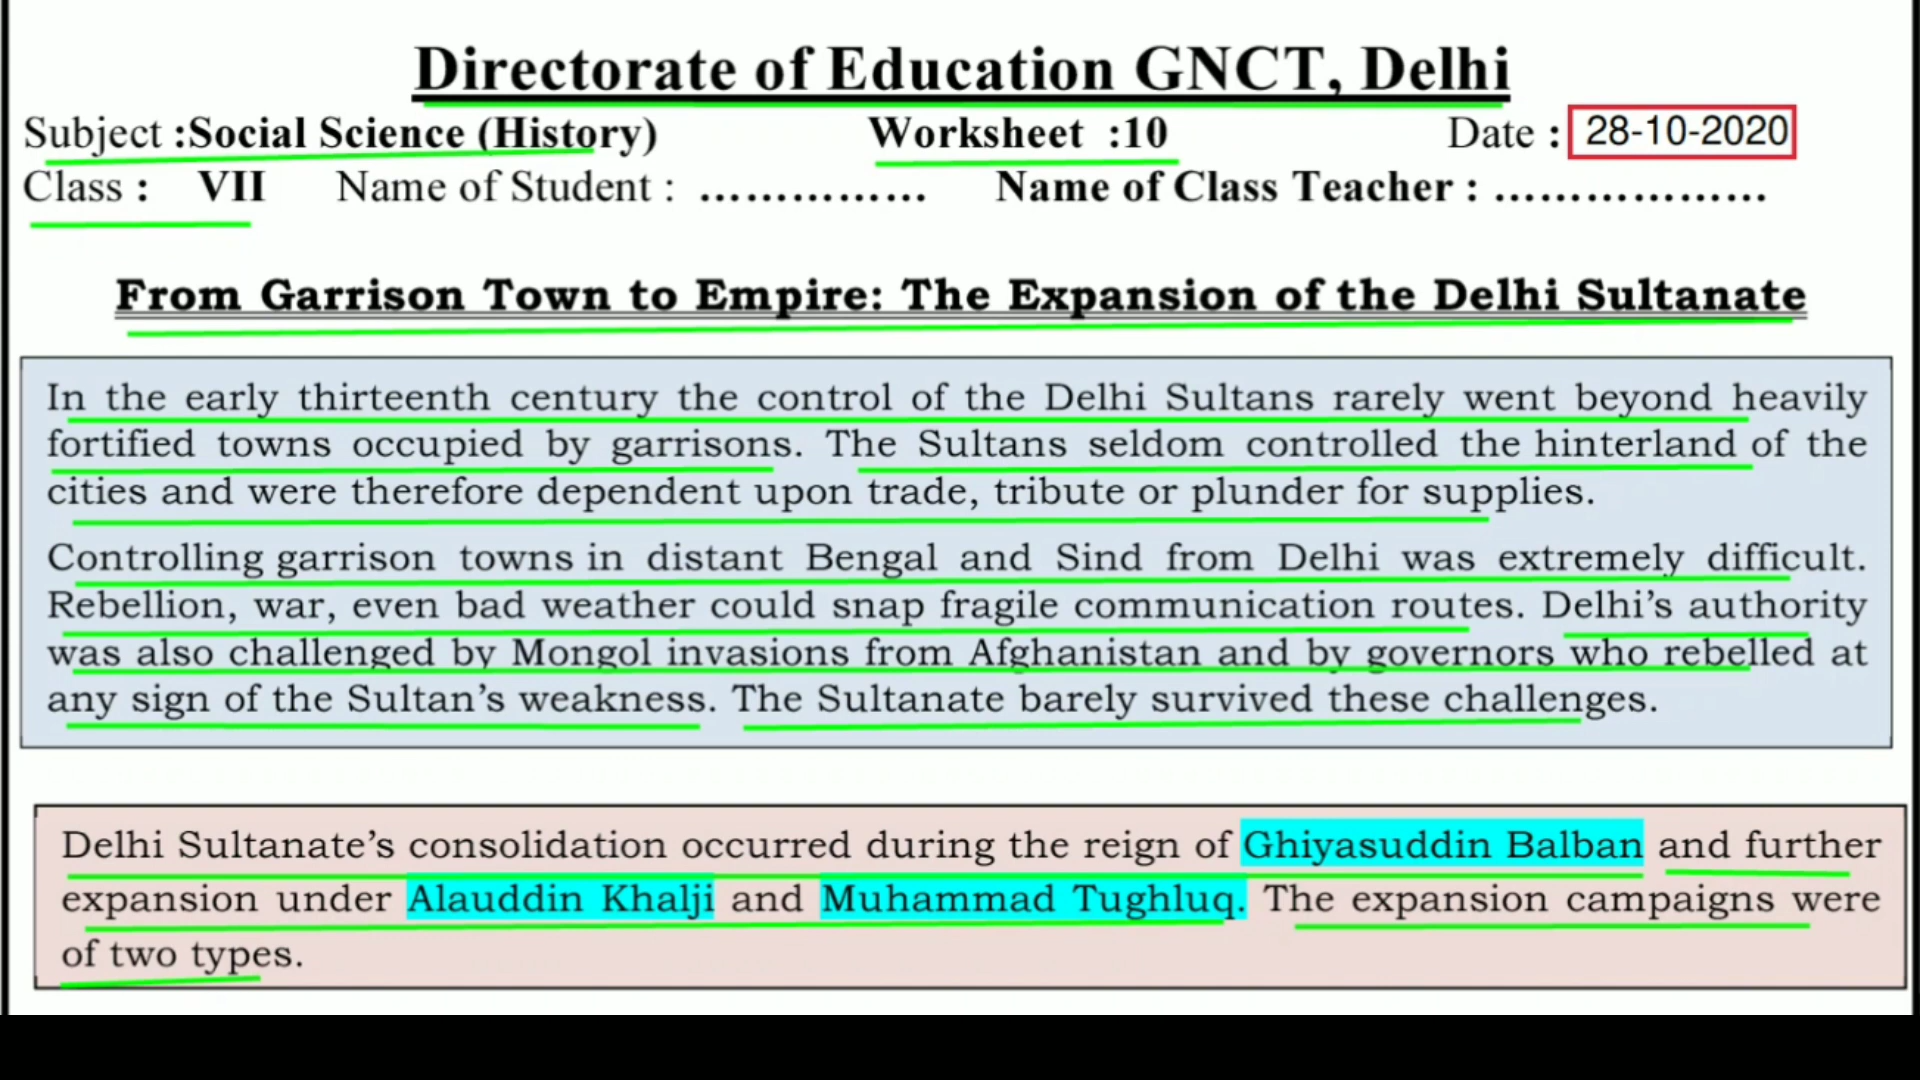 Directorate of Education GNCT, Delhi
Subject :Social Science (History) Worksheet :10 Date : 28-10-2020
Class : VII Name of Student : …………… Name of Class Teacher : ………………
From Garrison Town to Empire: The Expansion of the Delhi Sultanate
In the early thirteenth century the control of the Delhi Sultans rarely went beyond heavily
fortified towns occupied by garrisons. The Sultans seldom controlled the hinterland of the
cities and were therefore dependent upon trade, tribute or plunder for supplies.
Controlling garrison towns in distant Bengal and Sind from Delhi was extremely difficult.
Rebellion, war, even bad weather could snap fragile communication routes. Delhi’s authority
was also challenged by Mongol invasions from Afghanistan and by governors who rebelled at
any sign of the Sultan’s weakness. The Sultanate barely survived these challenges.
Delhi Sultanate’s consolidation occurred during the reign of Ghiyasuddin Balban and further
expansion under Alauddin Khalji and Muhammad Tughluq. The expansion campaigns were
of two types.